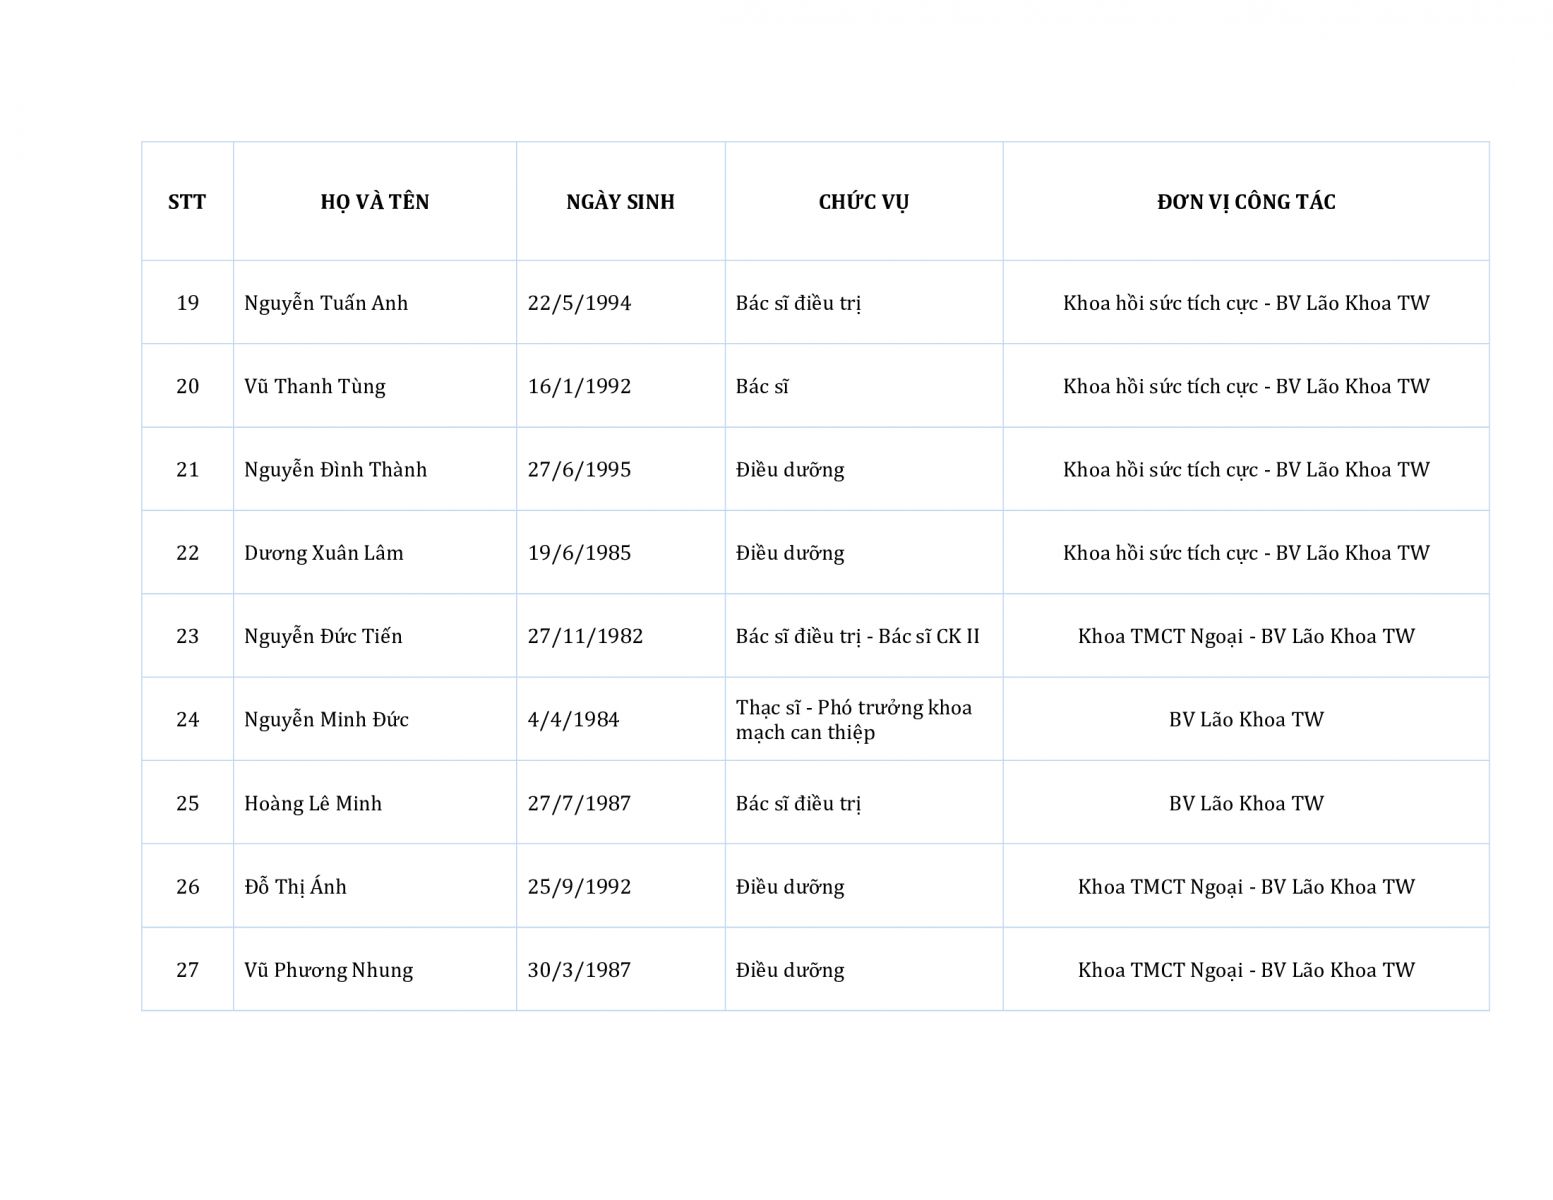 STT HỌ VÀ TÊN NGÀY SINH CHỨC VỤ ĐƠN VỊ CÔNG TÁC
19 Nguyễn Tuấn Anh 22/5/1994 Bác sĩ điều trị Khoa hồi sức tích cực - BV Lão Khoa TW
20 Vũ Thanh Tùng 16/1/1992 Bác sĩ Khoa hồi sức tích cực - BV Lão Khoa TW
21 Nguyễn Đình Thành 27/6/1995 Điều dưỡng Khoa hồi sức tích cực - BV Lão Khoa TW
22 Dương Xuân Lâm 19/6/1985 Điều dưỡng Khoa hồi sức tích cực - BV Lão Khoa TW
23 Nguyễn Đức Tiến 27/11/1982 Bác sĩ điều trị - Bác sĩ CK II Khoa TMCT Ngoại - BV Lão Khoa TW
24 Nguyễn Minh Đức 4/4/1984 Thạc sĩ - Phó trưởng khoa
mạch can thiệp BV Lão Khoa TW
25 Hoàng Lê Minh 27/7/1987 Bác sĩ điều trị BV Lão Khoa TW
26 Đỗ Thị Ánh 25/9/1992 Điều dưỡng Khoa TMCT Ngoại - BV Lão Khoa TW
27 Vũ Phương Nhung 30/3/1987 Điều dưỡng Khoa TMCT Ngoại - BV Lão Khoa TW